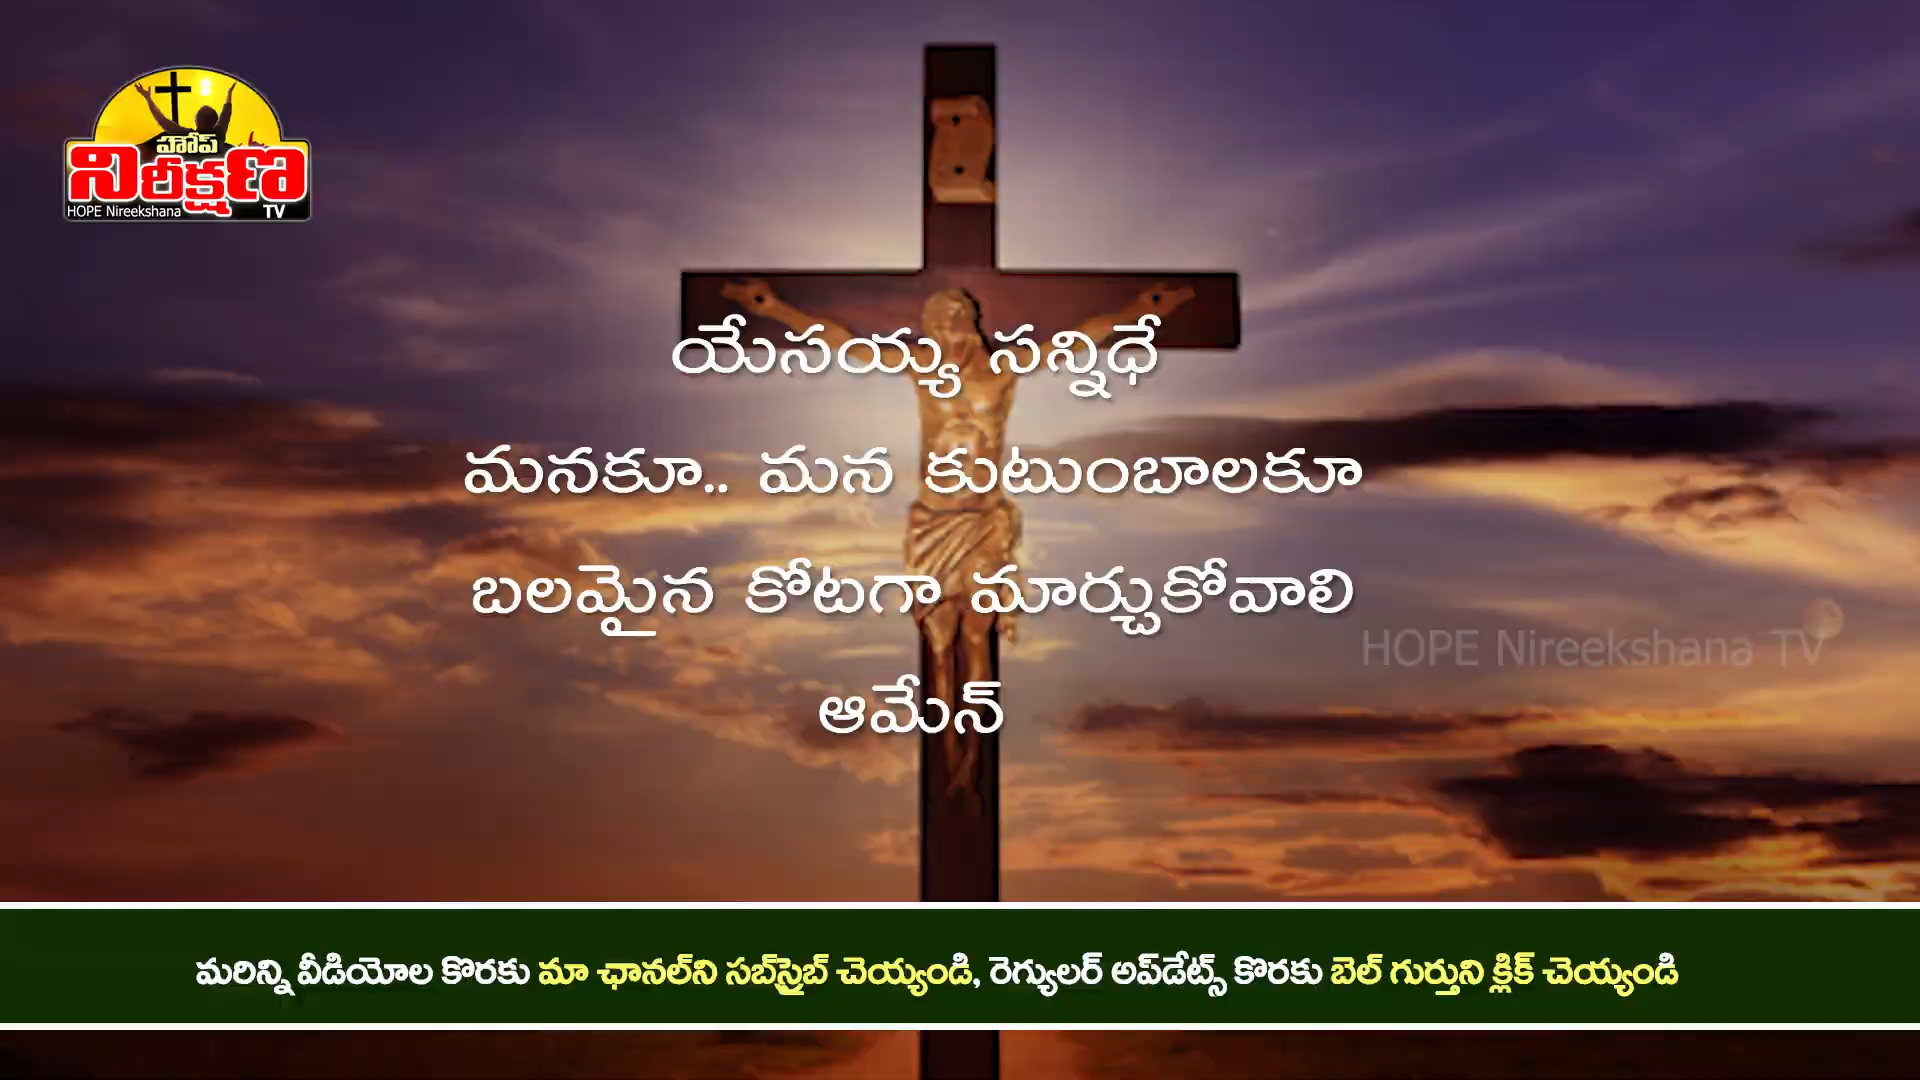 హోప్
నిరీక్షణ
HOPE Nireekshana TV
యేసయ్య సన్నిధే
మనకూ.. మన కుటుంబాలకూ
బలమైన కోటగా మార్చుకోవాలి
HOPE Nireekshana TV
ఆమేన్
మరిన్ని వీడియోల కొరకు మా ఛానల్‌ని సబ్‌స్రైబ్ చెయ్యండి, రెగ్యులర్ అప్‌డేట్స్ కొరకు బెల్ గుర్తుని క్లిక్ చెయ్యండి